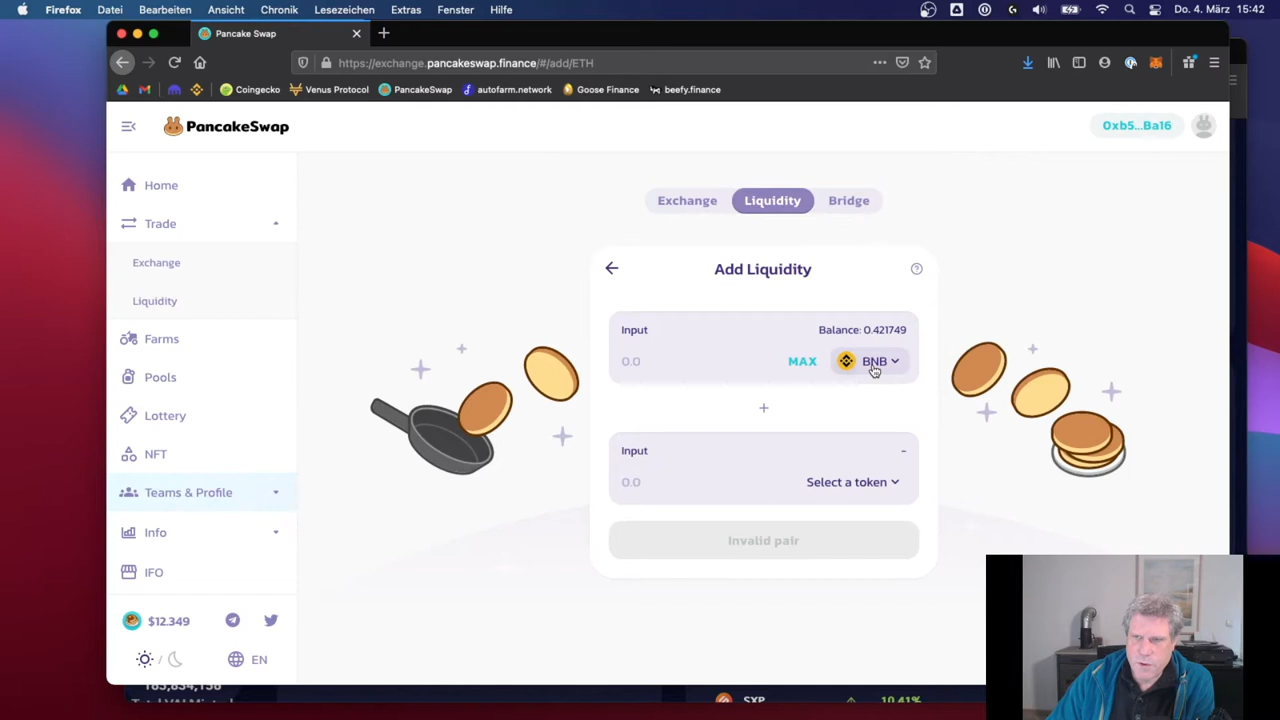 Firefox Datei Bearbeiten Ansicht Chronik Lesezeichen Extras Fenster Hilfe Do. 4. März 15:42
Pancake Swap
https://exchange.pancakeswap.finance/#/add/ETH
Coingecko Venus Protocol PancakeSwap autofarm.network Goose Finance beefy.finance
PancakeSwap
0xb5...Ba16
Home
Trade
Exchange
Liquidity
Farms
Pools
Lottery
NFT
Teams & Profile
Info
IFO
$12.349
EN
Exchange Liquidity Bridge
Add Liquidity
Input Balance: 0.421749
0.0 MAX BNB
+
Input -
0.0 Select a token
Invalid pair
SXP 10.41%